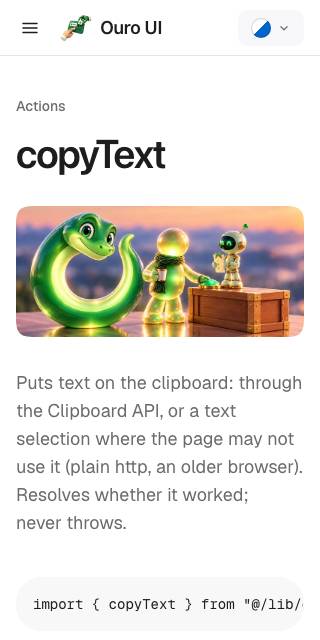 Ouro UI
Actions
copyText
Puts text on the clipboard: through
the Clipboard API, or a text
selection where the page may not
use it (plain http, an older browser).
Resolves whether it worked;
never throws.
import { copyText } from "@/lib/